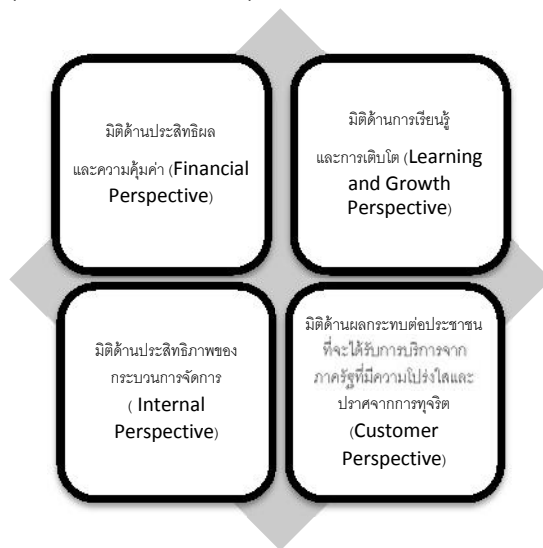 มิติด้านประสิทธิผล
และความคุ้มค่า (Financial
Perspective)
มิติด้านการเรียนรู้
และการเติบโต (Learning
and Growth
Perspective)
มิติด้านประสิทธิภาพของ
กระบวนการจัดการ
( Internal
Perspective)
มิติด้านผลกระทบต่อประชาชน
ที่จะได้รับการบริการจาก
ภาครัฐที่มีความโปร่งใสและ
ปราศจากการทุจริต
(Customer
Perspective)